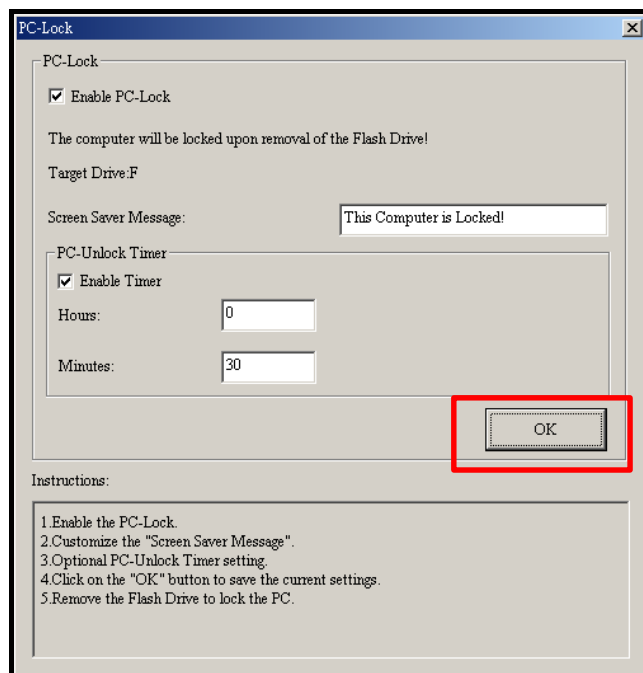 PC-Lock
PC-Lock
Enable PC-Lock
The computer will be locked upon removal of the Flash Drive!
Target Drive:F
Screen Saver Message: This Computer is Locked!
PC-Unlock Timer
Enable Timer
Hours: 0
Minutes: 30
OK
Instructions:
1.Enable the PC-Lock.
2.Customize the "Screen Saver Message".
3.Optional PC-Unlock Timer setting.
4.Click on the "OK" button to save the current settings.
5.Remove the Flash Drive to lock the PC.